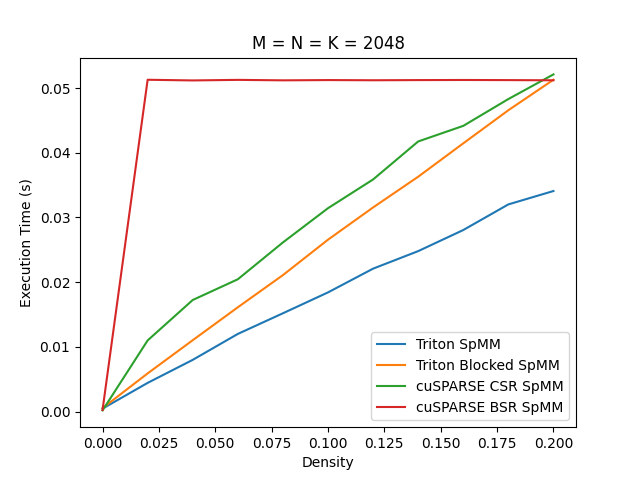 M = N = K = 2048
Execution Time (s)
0.05
0.04
0.03
0.02
0.01
0.00
Triton SpMM
Triton Blocked SpMM
cuSPARSE CSR SpMM
cuSPARSE BSR SpMM
0.000 0.025 0.050 0.075 0.100 0.125 0.150 0.175 0.200
Density